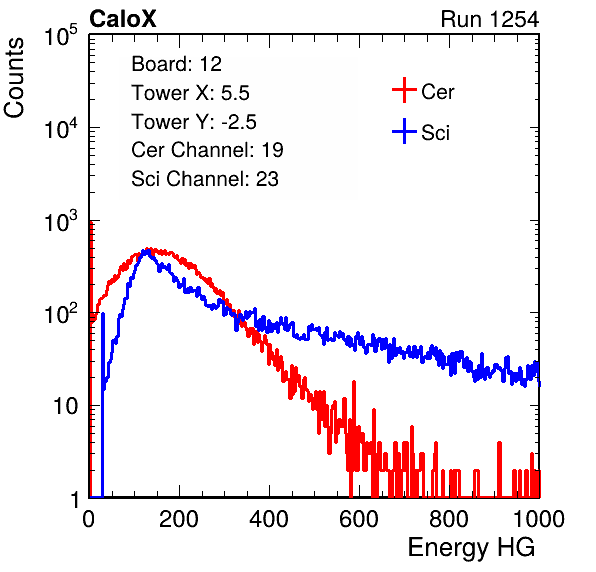 CaloX Run 1254
Counts
Board: 12
Tower X: 5.5
Tower Y: -2.5
Cer Channel: 19
Sci Channel: 23
Cer
Sci
10^5
10^4
10^3
10^2
10
1
0 200 400 600 800 1000
Energy HG